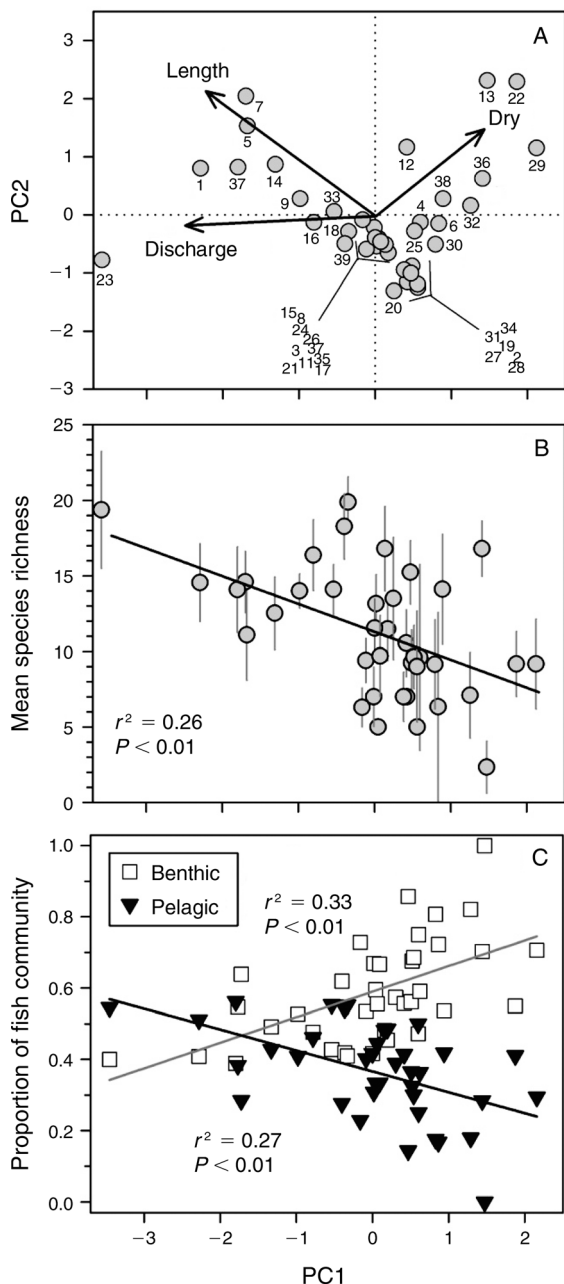 A
3
2
1
0
−1
−2
−3
PC2
Length
Dry
Discharge
13 22
7
5
12
29
36
1 37 14
9 33
38
4
32
16 18
25 6
39
30
23
20
15 8
24
26
3 37
11 35
21 17
34
31
19
27 2
28
B
25
20
15
10
5
0
Mean species richness
r² = 0.26
P < 0.01
C
1.0
0.8
0.6
0.4
0.2
0.0
Proportion of fish community
Benthic
Pelagic
r² = 0.33
P < 0.01
r² = 0.27
P < 0.01
−3 −2 −1 0 1 2
PC1